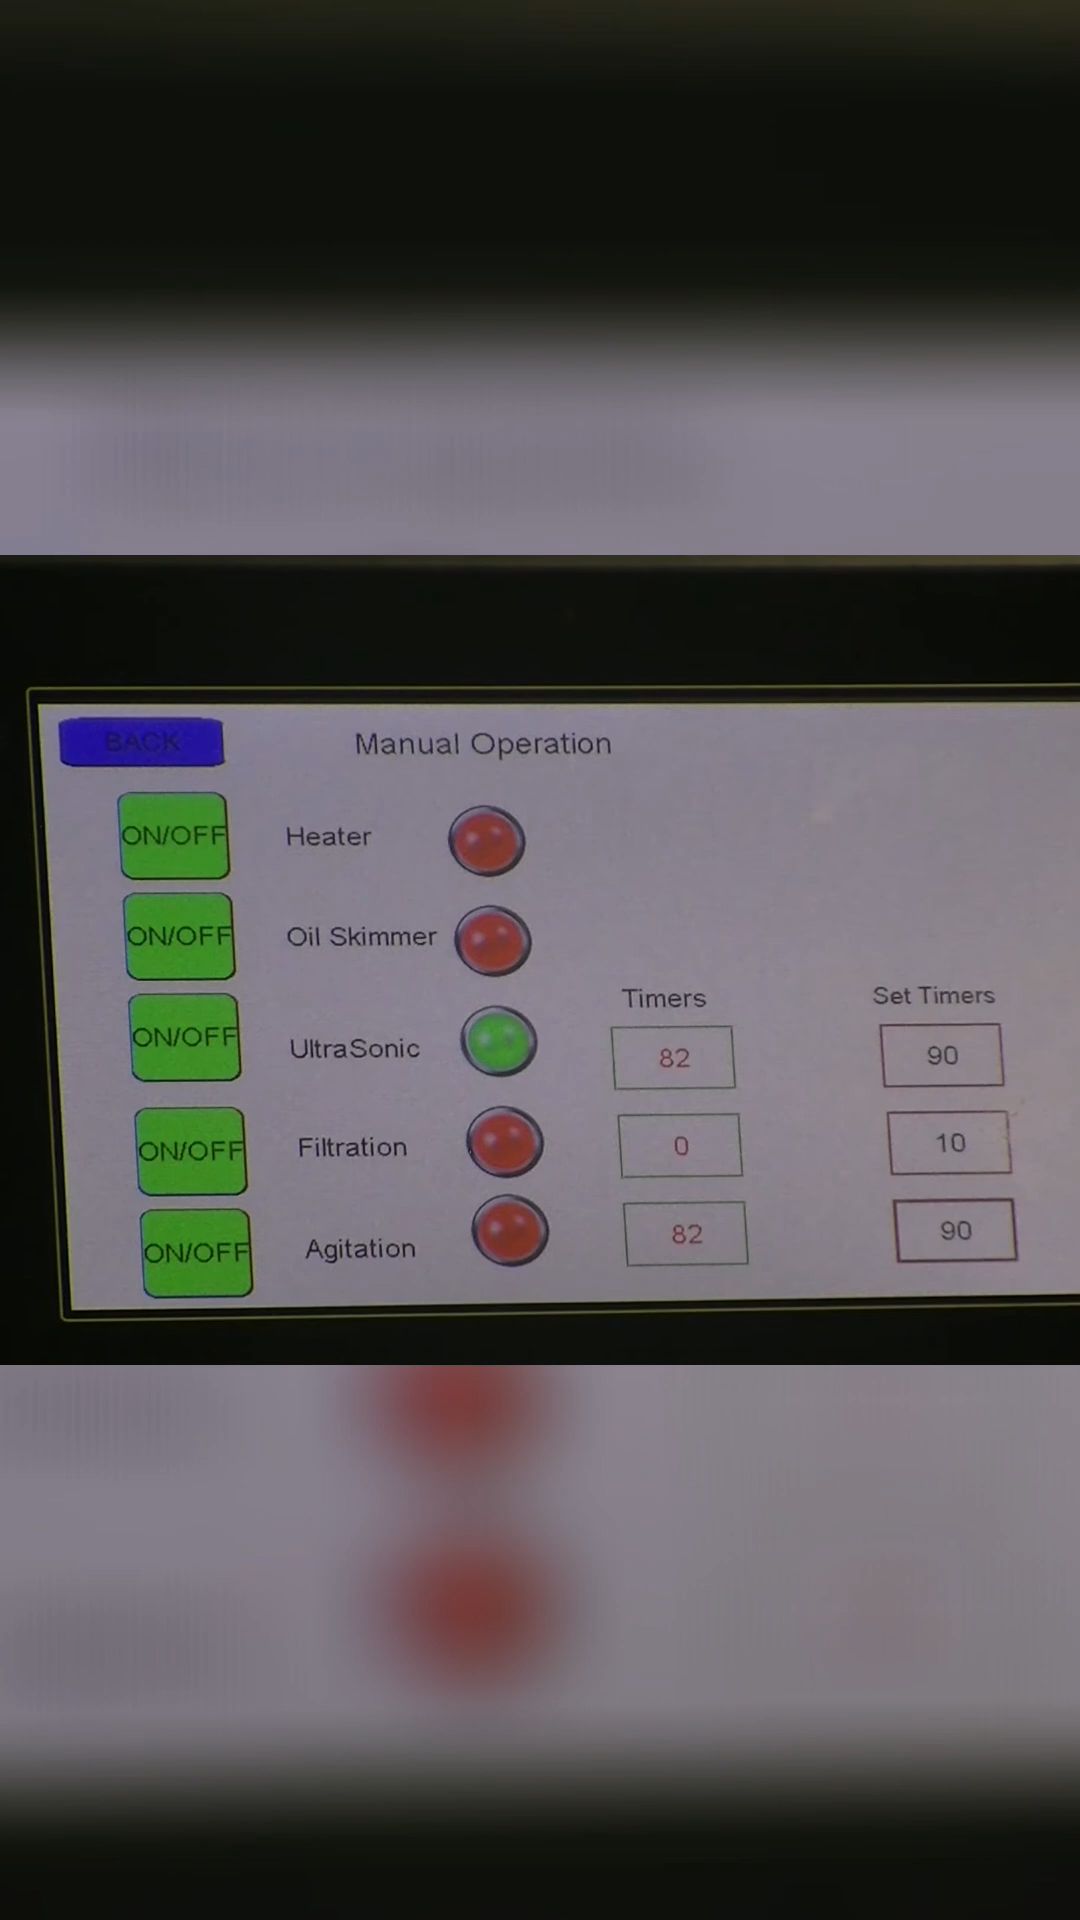 BACK
Manual Operation
ON/OFF Heater
ON/OFF Oil Skimmer
Timers Set Timers
ON/OFF UltraSonic 82 90
ON/OFF Filtration 0 10
ON/OFF Agitation 82 90